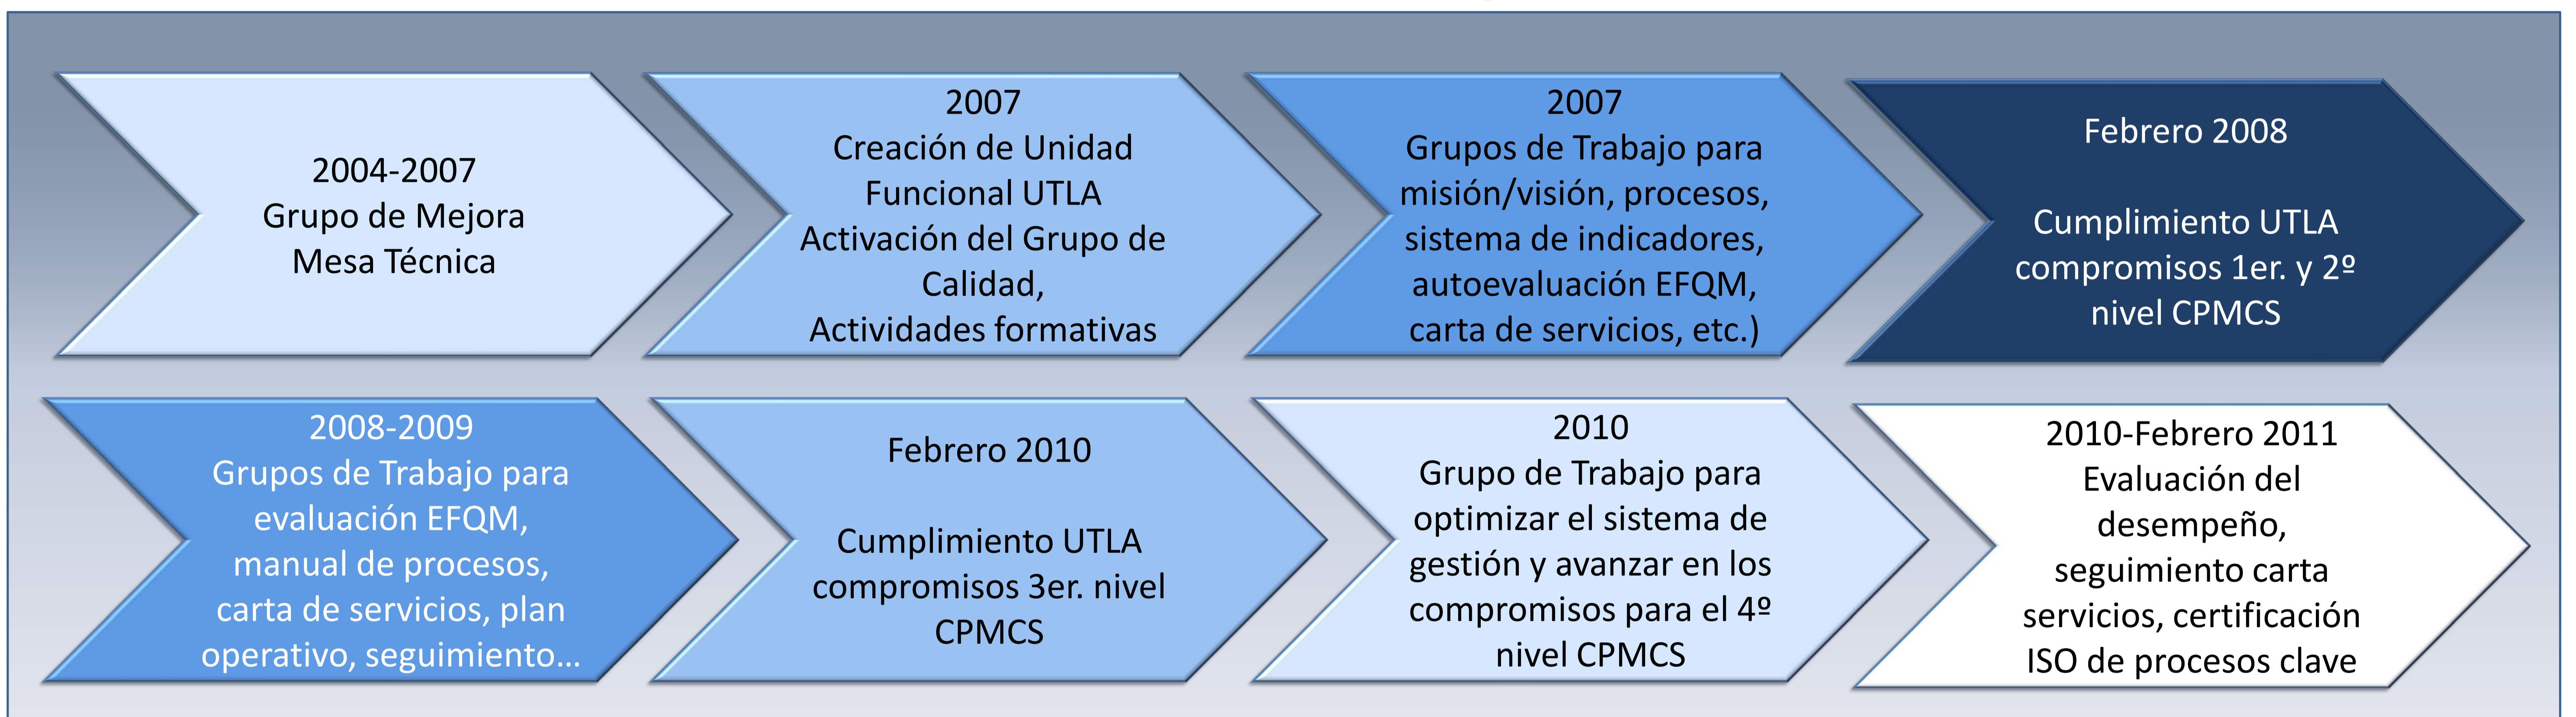 2004-2007
Grupo de Mejora
Mesa Técnica
2007
Creación de Unidad
Funcional UTLA
Activación del Grupo de
Calidad,
Actividades formativas
2007
Grupos de Trabajo para
misión/visión, procesos,
sistema de indicadores,
autoevaluación EFQM,
carta de servicios, etc.)
Febrero 2008
Cumplimiento UTLA
compromisos 1er. y 2º
nivel CPMCS
2008-2009
Grupos de Trabajo para
evaluación EFQM,
manual de procesos,
carta de servicios, plan
operativo, seguimiento...
Febrero 2010
Cumplimiento UTLA
compromisos 3er. nivel
CPMCS
2010
Grupo de Trabajo para
optimizar el sistema de
gestión y avanzar en los
compromisos para el 4º
nivel CPMCS
2010-Febrero 2011
Evaluación del
desempeño,
seguimiento carta
servicios, certificación
ISO de procesos clave